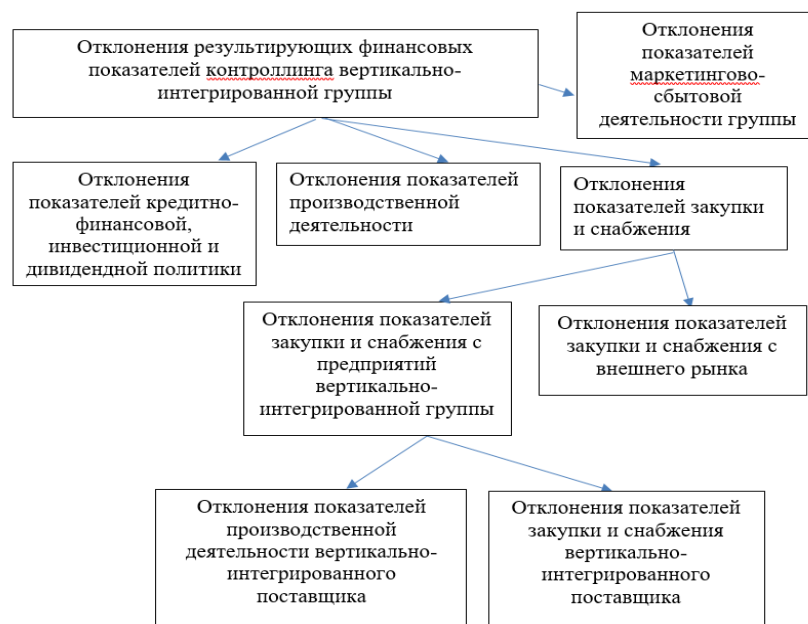 Отклонения результирующих финансовых
показателей контроллинга вертикально-
интегрированной группы
Отклонения
показателей
маркетингово-
сбытовой
деятельности группы
Отклонения
показателей кредитно-
финансовой,
инвестиционной и
дивидендной политики
Отклонения показателей
производственной
деятельности
Отклонения
показателей закупки
и снабжения
Отклонения показателей
закупки и снабжения с
предприятий
вертикально-
интегрированной группы
Отклонения показателей
закупки и снабжения с
внешнего рынка
Отклонения показателей
производственной
деятельности вертикально-
интегрированного
поставщика
Отклонения показателей
закупки и снабжения
вертикально-
интегрированного
поставщика